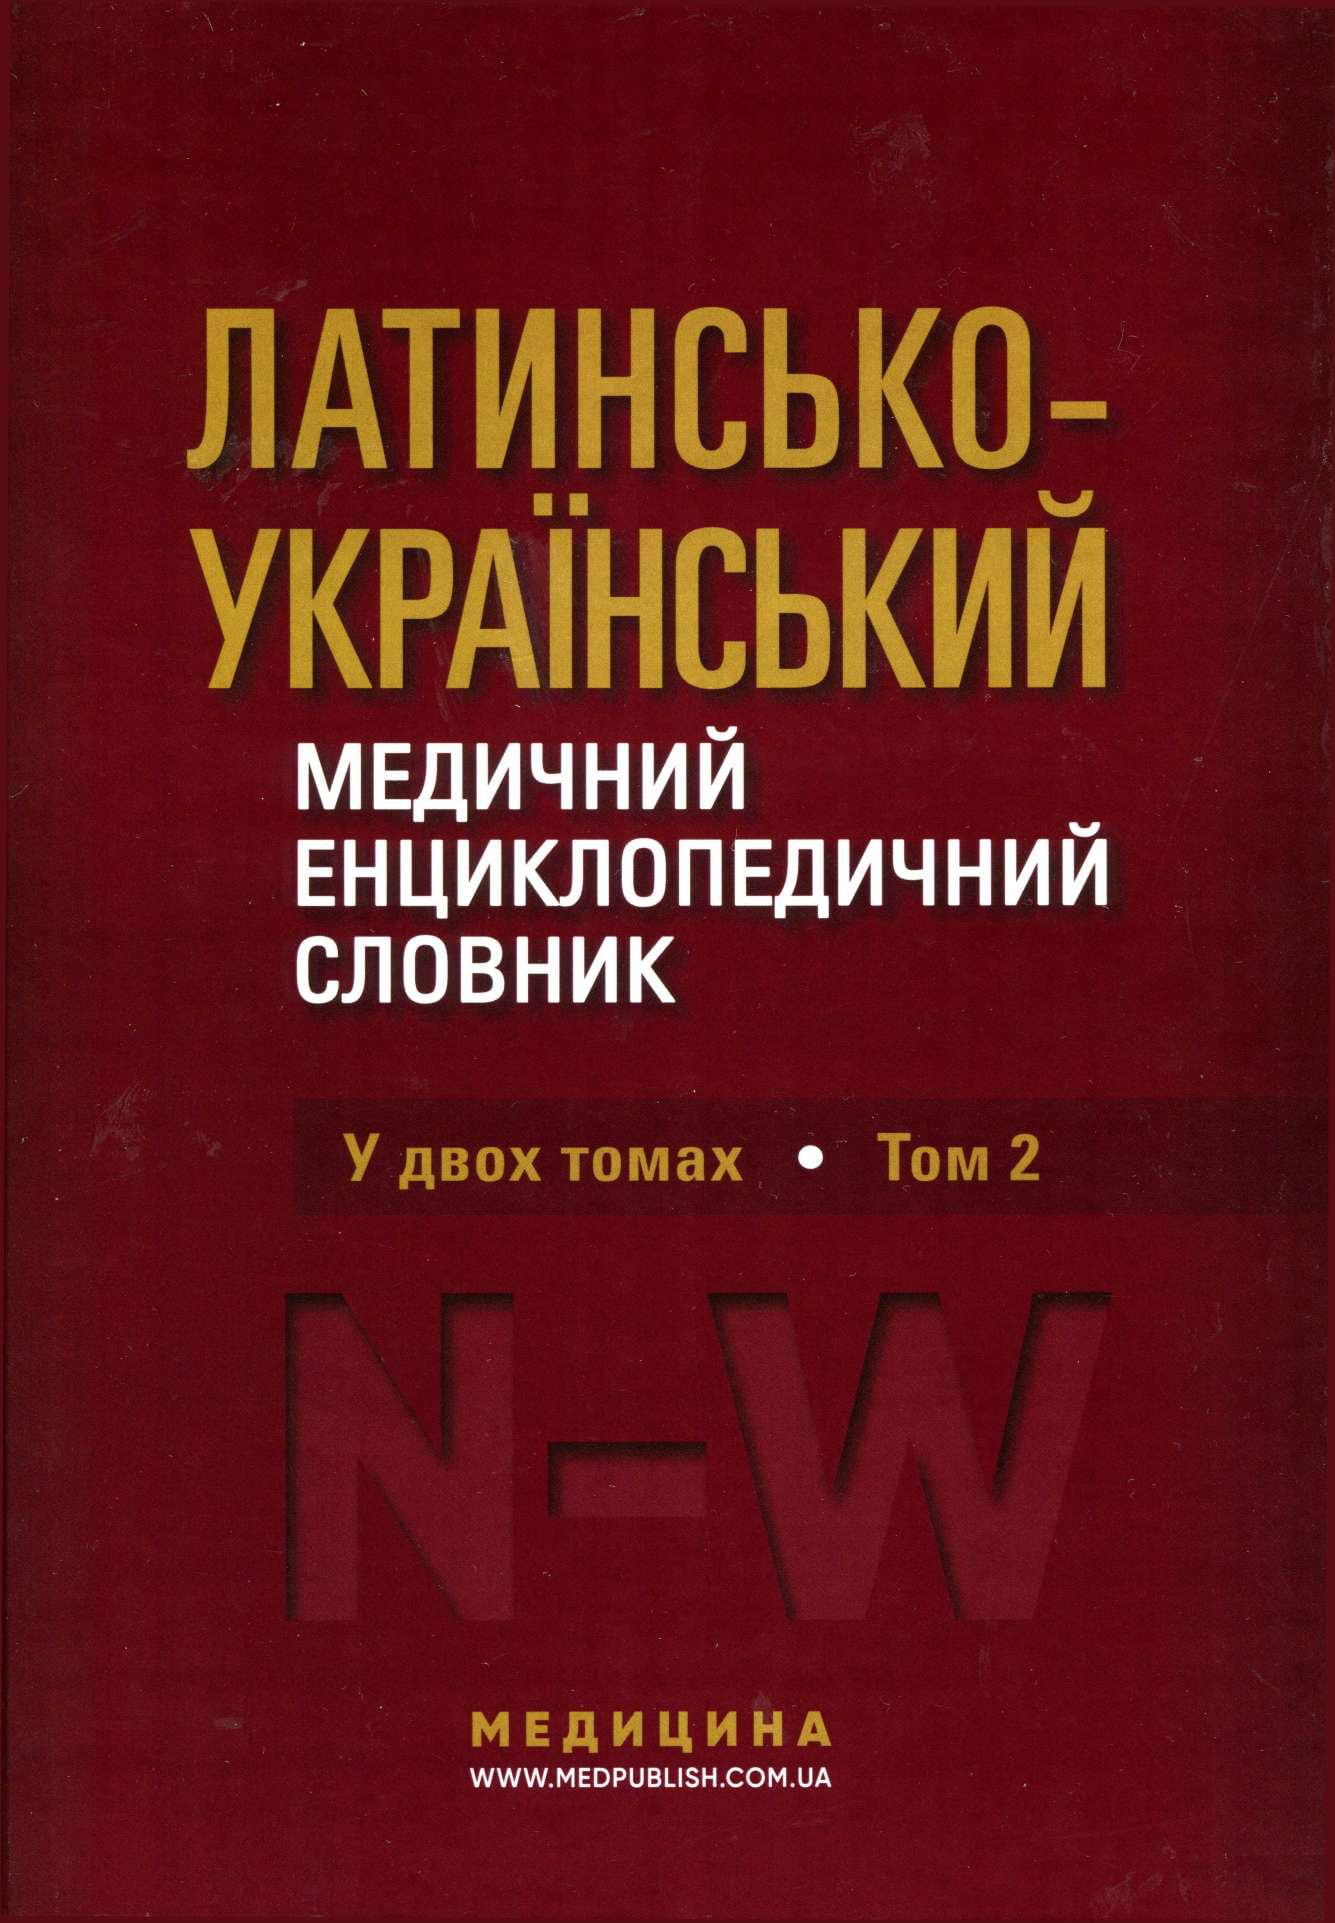 ЛАТИНСЬКО-
УКРАЇНСЬКИЙ
МЕДИЧНИЙ
ЕНЦИКЛОПЕДИЧНИЙ
СЛОВНИК
У двох томах • Том 2
N–W
МЕДИЦИНА
WWW.MEDPUBLISH.COM.UA